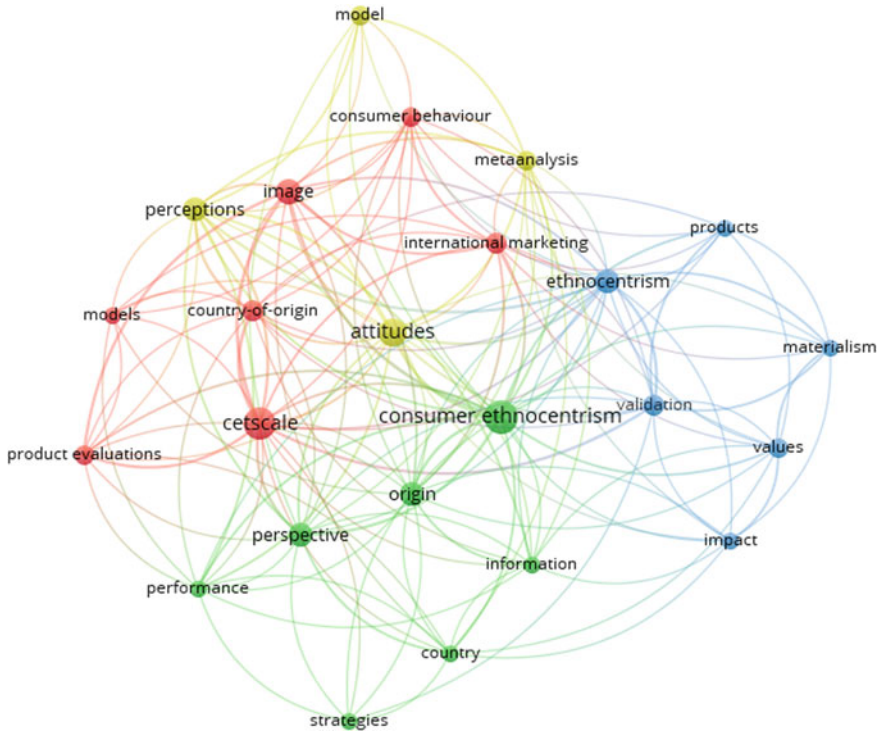 model
consumer behaviour
metaanalysis
image
perceptions
products
international marketing
ethnocentrism
models
country-of-origin
attitudes
materialism
validation
consumer ethnocentrism
cetscale
values
product evaluations
origin
perspective
impact
information
performance
country
strategies